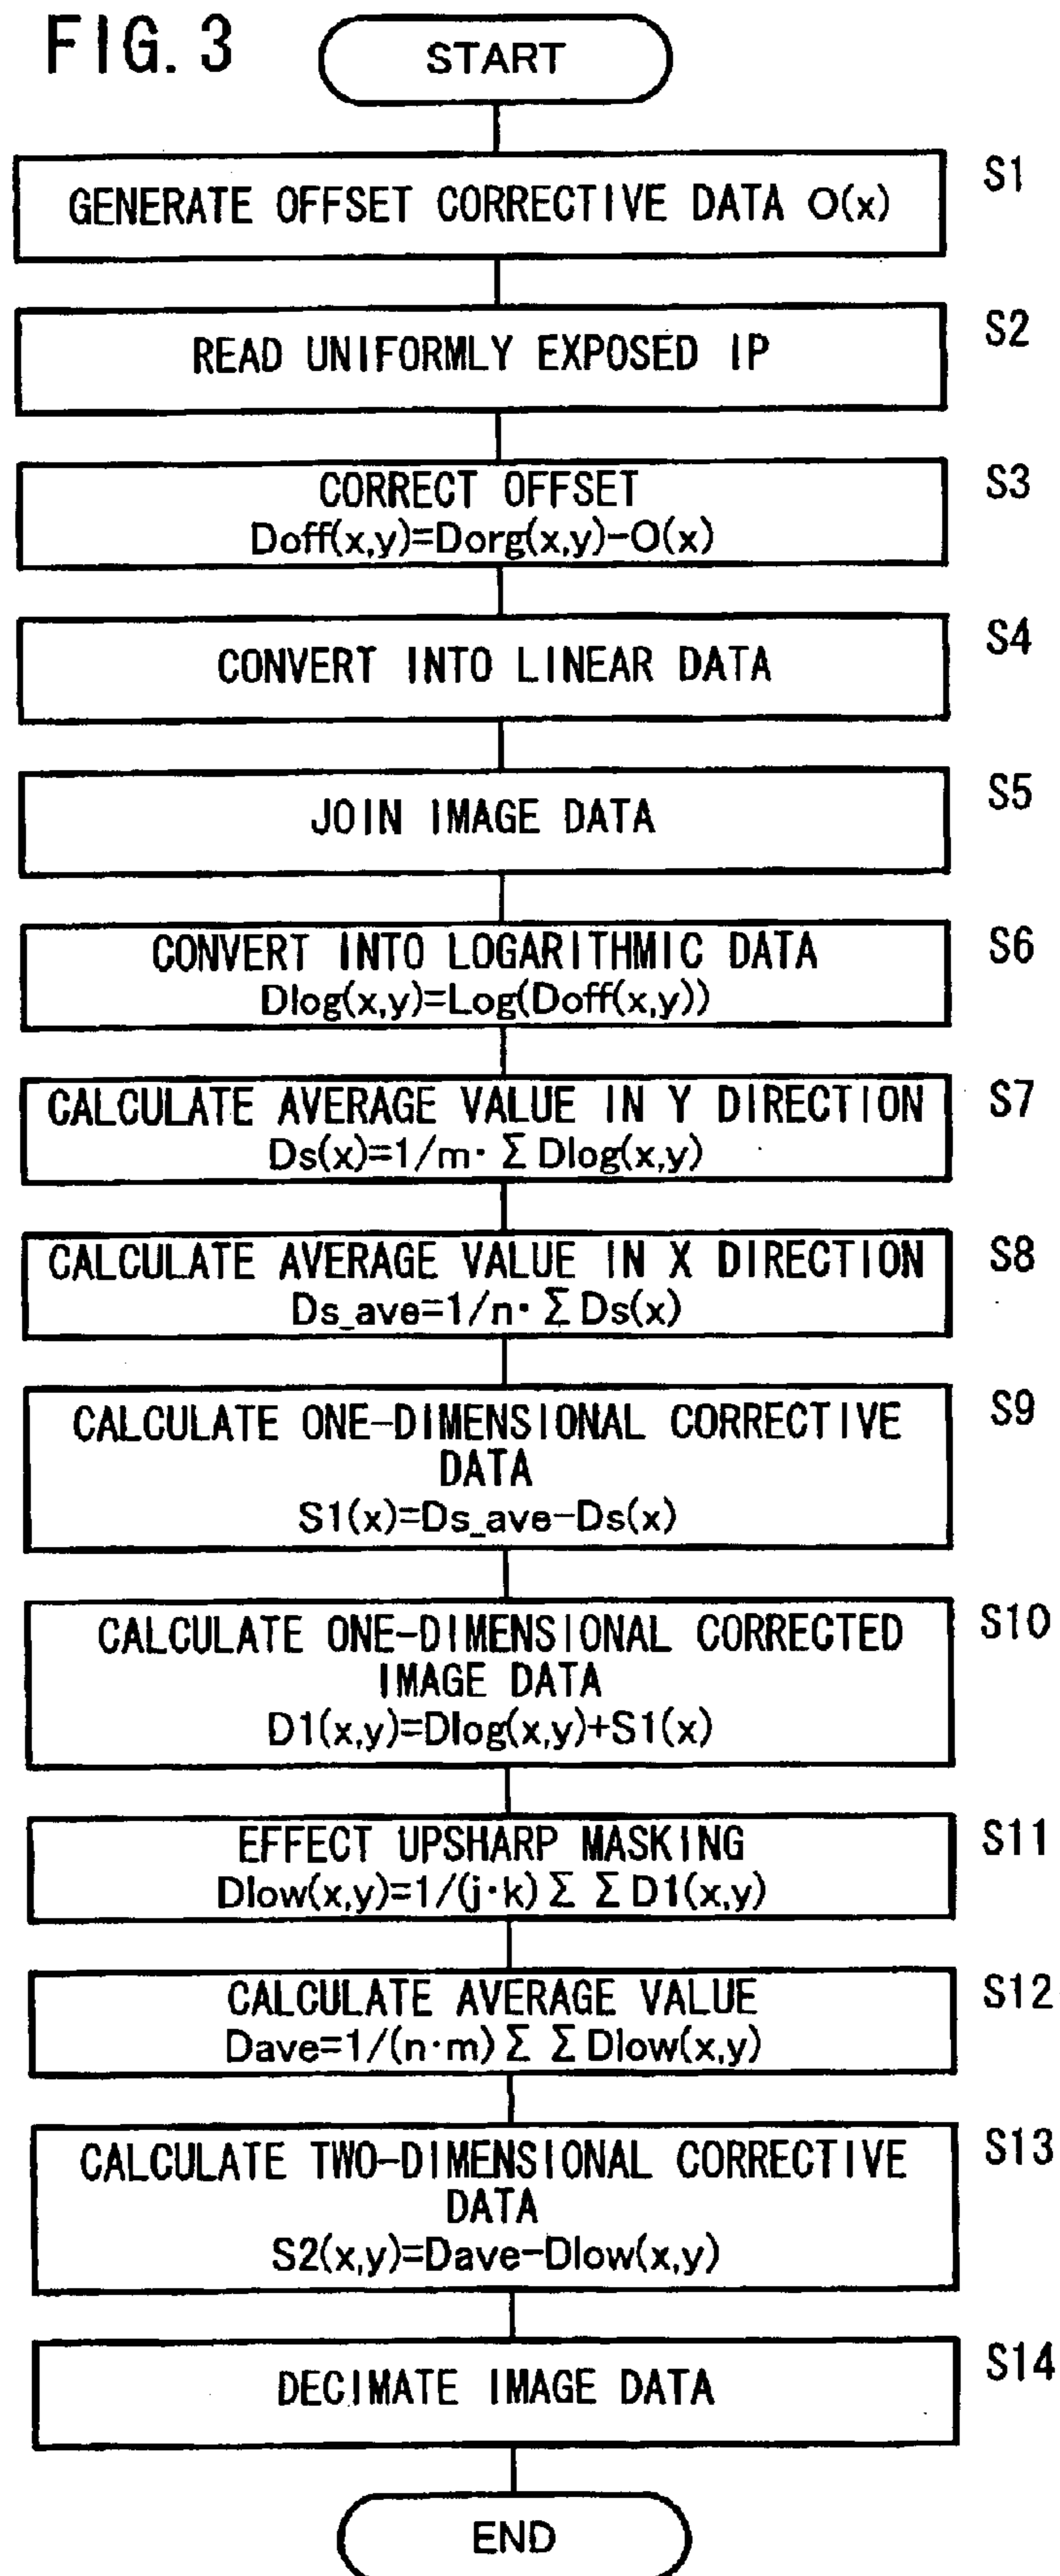 FIG. 3
START
S1
GENERATE OFFSET CORRECTIVE DATA O(x)
S2
READ UNIFORMLY EXPOSED IP
S3
CORRECT OFFSET
Doff(x,y)=Dorg(x,y)-O(x)
S4
CONVERT INTO LINEAR DATA
S5
JOIN IMAGE DATA
S6
CONVERT INTO LOGARITHMIC DATA
Dlog(x,y)=Log(Doff(x,y))
S7
CALCULATE AVERAGE VALUE IN Y DIRECTION
Ds(x)=1/m· Σ Dlog(x,y)
S8
CALCULATE AVERAGE VALUE IN X DIRECTION
Ds_ave=1/n· Σ Ds(x)
S9
CALCULATE ONE-DIMENSIONAL CORRECTIVE
DATA
S1(x)=Ds_ave-Ds(x)
S10
CALCULATE ONE-DIMENSIONAL CORRECTED
IMAGE DATA
D1(x,y)=Dlog(x,y)+S1(x)
S11
EFFECT UPSHARP MASKING
Dlow(x,y)=1/(j·k) Σ Σ D1(x,y)
S12
CALCULATE AVERAGE VALUE
Dave=1/(n·m) Σ Σ Dlow(x,y)
S13
CALCULATE TWO-DIMENSIONAL CORRECTIVE
DATA
S2(x,y)=Dave-Dlow(x,y)
S14
DECIMATE IMAGE DATA
END